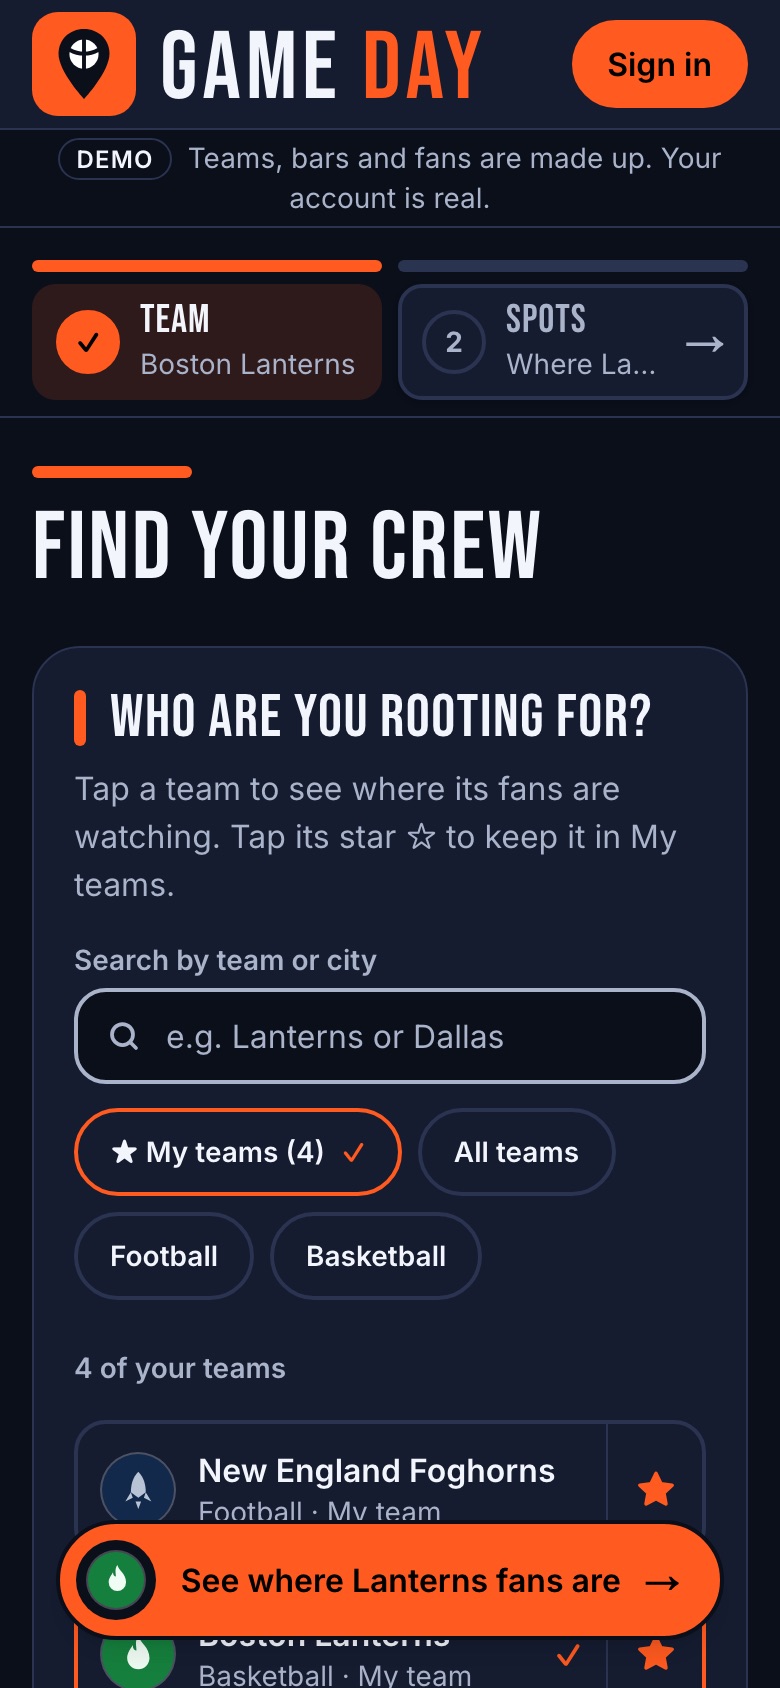 GAME DAY
Sign in
DEMO Teams, bars and fans are made up. Your
account is real.
TEAM
Boston Lanterns
2
SPOTS
Where La...
→
FIND YOUR CREW
WHO ARE YOU ROOTING FOR?
Tap a team to see where its fans are
watching. Tap its star ☆ to keep it in My
teams.
Search by team or city
e.g. Lanterns or Dallas
★ My teams (4) ✓
All teams
Football
Basketball
4 of your teams
New England Foghorns
Football · My team
See where Lanterns fans are →
Boston Lanterns
Basketball · My team